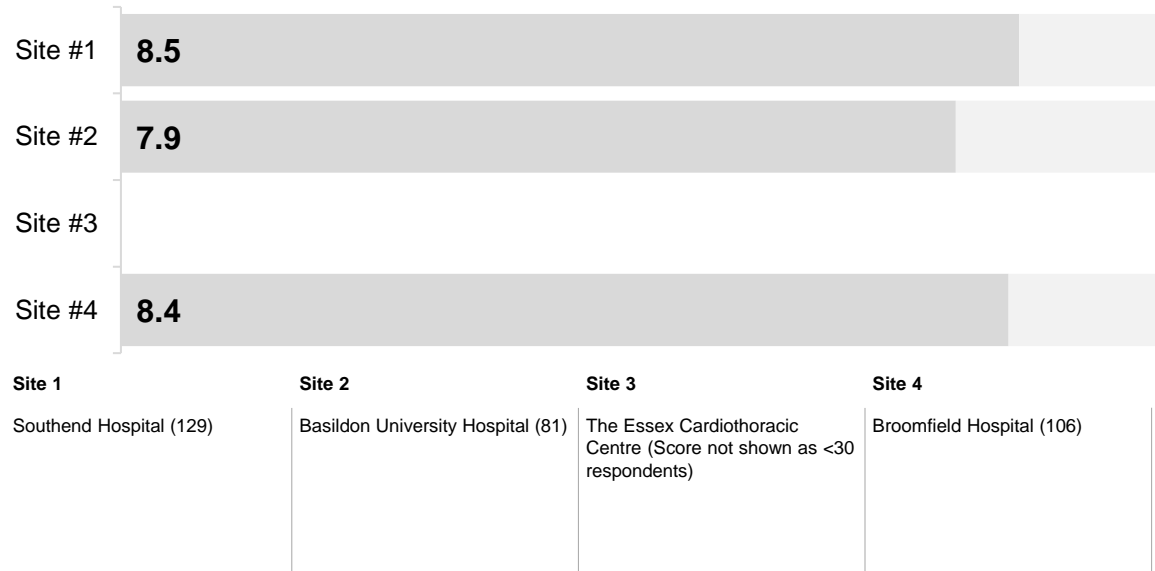 Site #1
8.5
Site #2
7.9
Site #3
Site #4
8.4
Site 1
Southend Hospital (129)
Site 2
Basildon University Hospital (81)
Site 3
The Essex Cardiothoracic
Centre (Score not shown as <30
respondents)
Site 4
Broomfield Hospital (106)